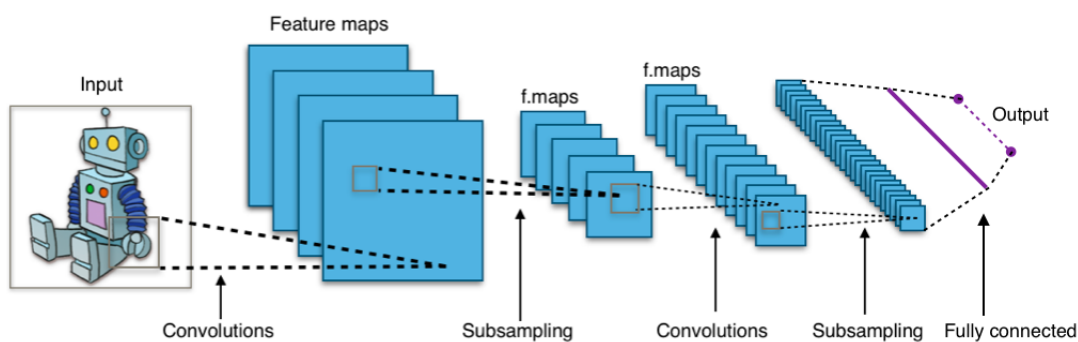 Input
Feature maps
f.maps
f.maps
Output
Convolutions
Subsampling
Convolutions
Subsampling
Fully connected